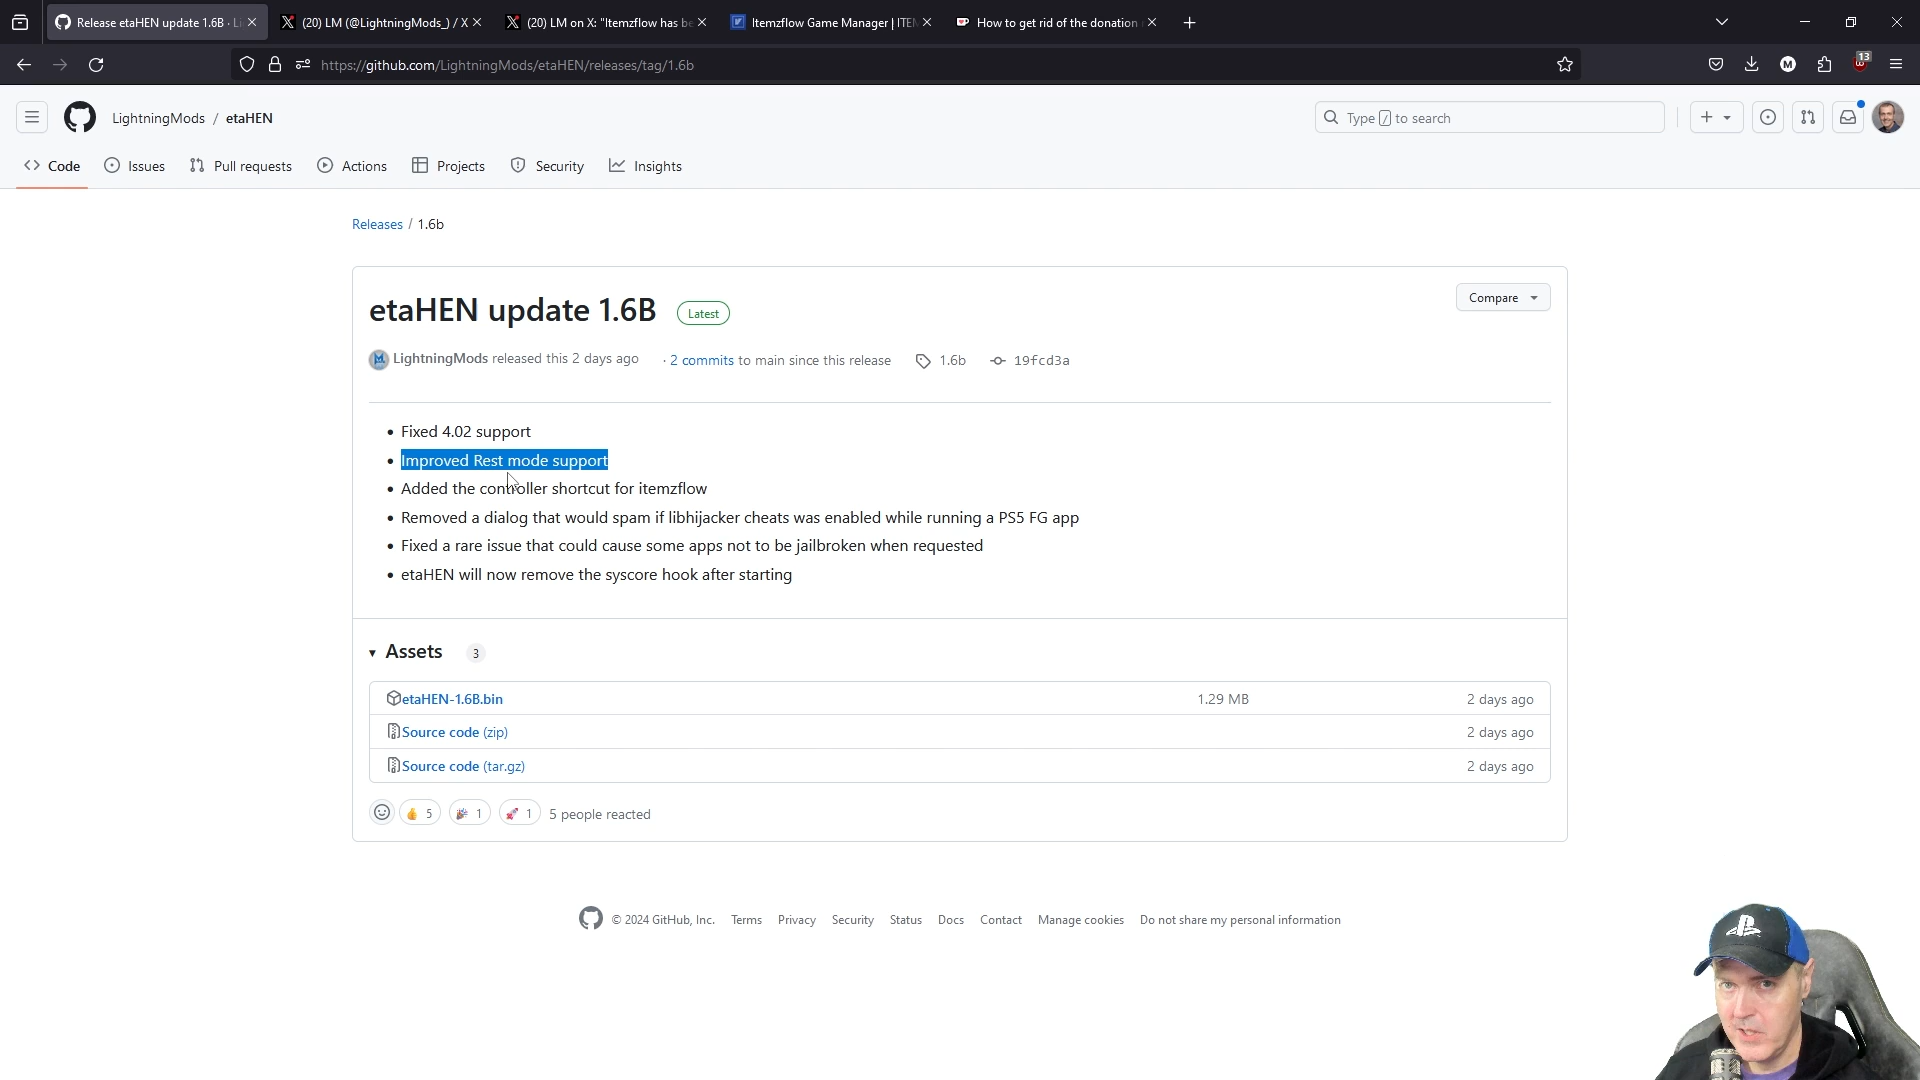 Release etaHEN update 1.6B · Li
(20) LM (@LightningMods_) / X
(20) LM on X: "Itemzflow has be
Itemzflow Game Manager | ITEM
How to get rid of the donation
https://github.com/LightningMods/etaHEN/releases/tag/1.6b
M
13
LightningMods / etaHEN
Type / to search
Code
Issues
Pull requests
Actions
Projects
Security
Insights
Releases / 1.6b
etaHEN update 1.6B
Latest
Compare
LightningMods released this 2 days ago
· 2 commits to main since this release
1.6b
19fcd3a
• Fixed 4.02 support
• Improved Rest mode support
• Added the controller shortcut for itemzflow
• Removed a dialog that would spam if libhijacker cheats was enabled while running a PS5 FG app
• Fixed a rare issue that could cause some apps not to be jailbroken when requested
• etaHEN will now remove the syscore hook after starting
Assets 3
etaHEN-1.6B.bin 1.29 MB 2 days ago
Source code (zip) 2 days ago
Source code (tar.gz) 2 days ago
👍 5 🎉 1 🚀 1 5 people reacted
© 2024 GitHub, Inc. Terms Privacy Security Status Docs Contact Manage cookies Do not share my personal information